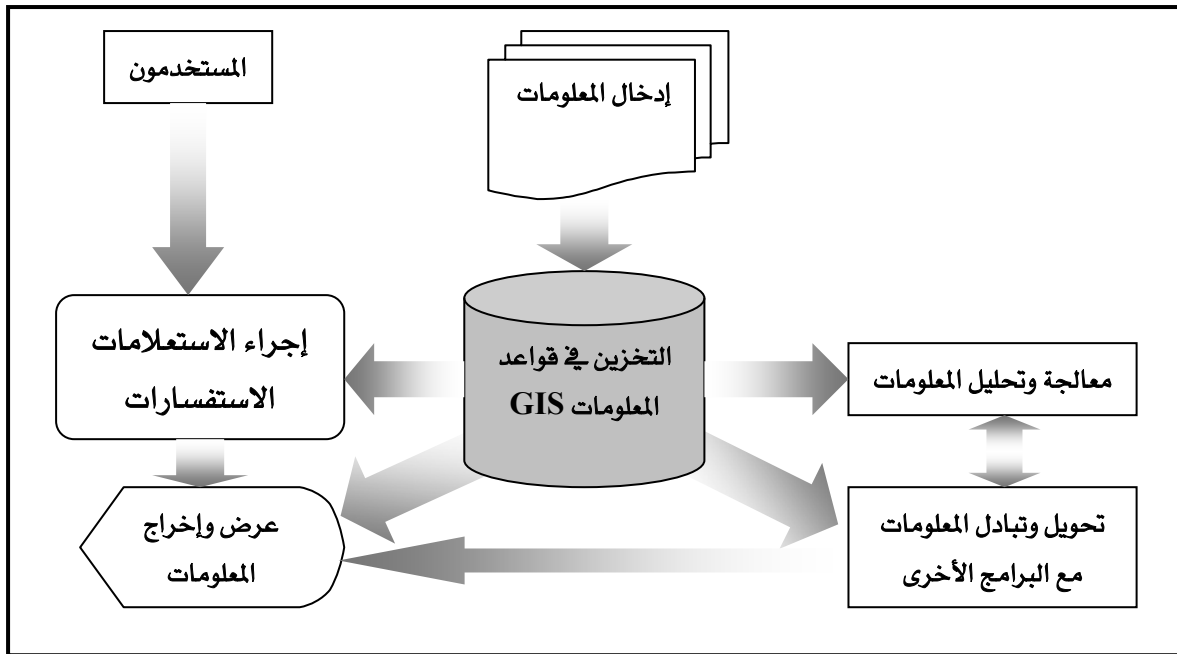 المستخدمون
إدخال المعلومات
إجراء الاستعلامات
الاستفسارات
التخزين في قواعد
المعلومات GIS
معالجة وتحليل المعلومات
عرض وإخراج
المعلومات
تحويل وتبادل المعلومات
مع البرامج الأخرى